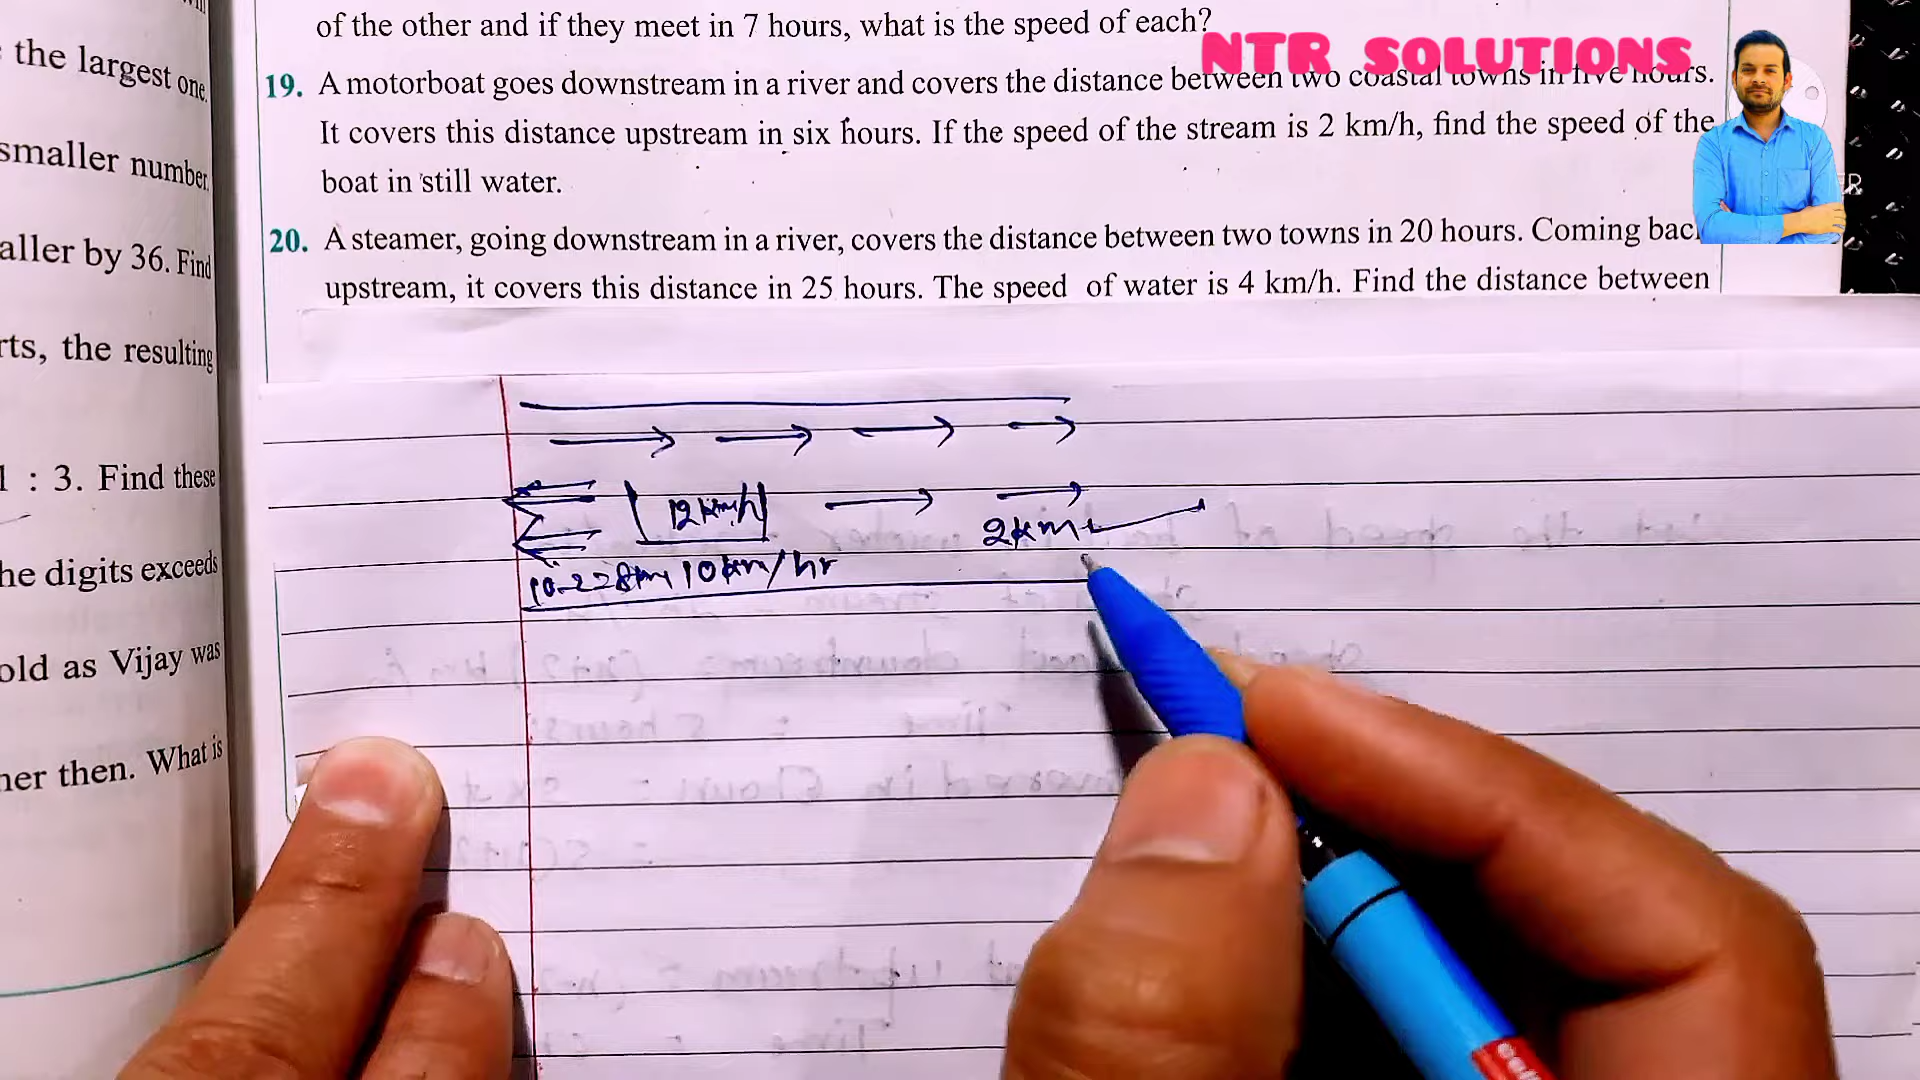 of the other and if they meet in 7 hours, what is the speed of each?
NTR SOLUTIONS
19. A motorboat goes downstream in a river and covers the distance between two coastal towns in five hours.
It covers this distance upstream in six hours. If the speed of the stream is 2 km/h, find the speed of the
boat in still water.
20. A steamer, going downstream in a river, covers the distance between two towns in 20 hours. Coming bac
upstream, it covers this distance in 25 hours. The speed of water is 4 km/h. Find the distance between
the largest one.
smaller number.
aller by 36. Find
rts, the resulting
1 : 3. Find these
he digits exceeds
old as Vijay was
her then. What is
12 km/h
2km
10-2=8km 10 km/hr